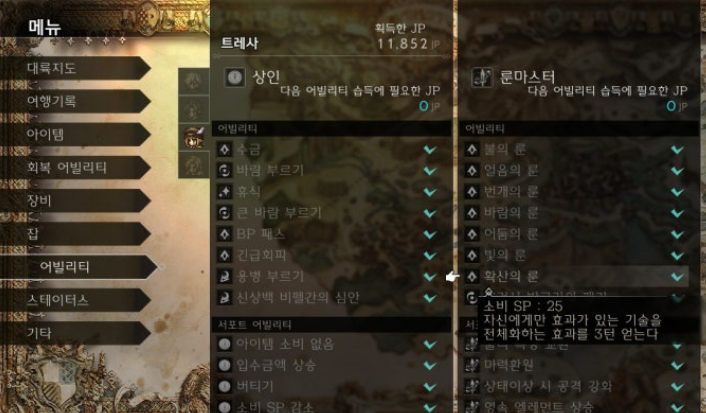 메뉴
대륙지도
여행기록
아이템
회복 어빌리티
장비
잡
어빌리티
스테이터스
기타
획득한 JP
트레사 11,852 JP
상인
다음 어빌리티 습득에 필요한 JP
0 JP
어빌리티
수금
바람 부르기
휴식
큰 바람 부르기
BP 패스
긴급회피
용병 부르기
신상백 비펠간의 심안
서포트 어빌리티
아이템 소비 없음
입수금액 상승
버티기
소비 SP 감소
룬마스터
다음 어빌리티 습득에 필요한 JP
0 JP
어빌리티
불의 룬
얼음의 룬
번개의 룬
바람의 룬
어둠의 룬
빛의 룬
확산의 룬
소비 SP : 25
자신에게만 효과가 있는 기술을
전체화하는 효과를 3턴 얻는다
마력환원
상태이상 시 공격 강화
영속 엘레멘트 상승